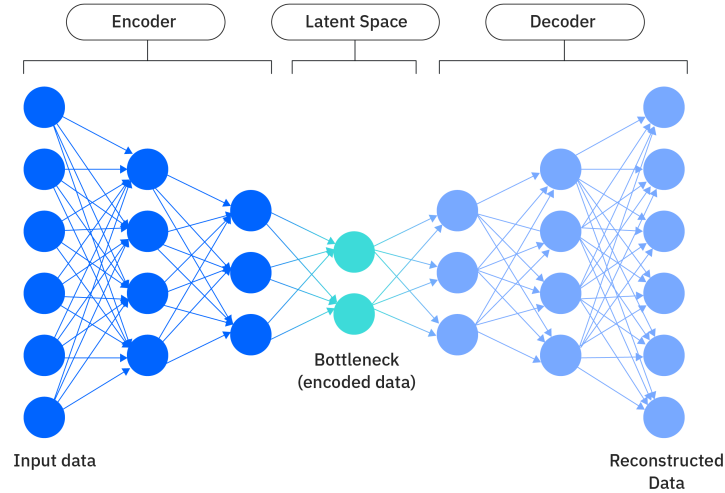 Encoder
Latent Space
Decoder
Bottleneck
(encoded data)
Input data
Reconstructed
Data